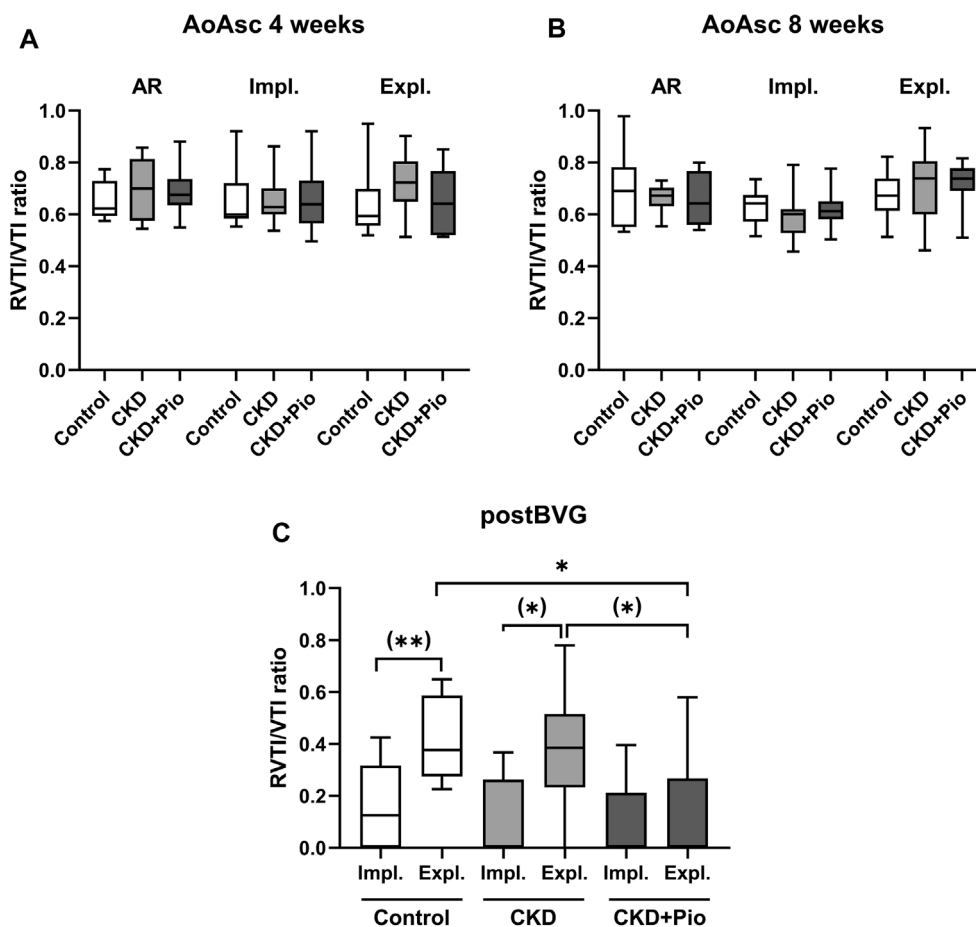 A
AoAsc 4 weeks
AR Impl. Expl.
RVTI/VTI ratio
1.0
0.8
0.6
0.4
0.2
0.0
Control CKD CKD+Pio Control CKD CKD+Pio Control CKD CKD+Pio
B
AoAsc 8 weeks
AR Impl. Expl.
RVTI/VTI ratio
1.0
0.8
0.6
0.4
0.2
0.0
Control CKD CKD+Pio Control CKD CKD+Pio Control CKD CKD+Pio
C
postBVG
RVTI/VTI ratio
1.0
0.8
0.6
0.4
0.2
0.0
*
(*) (*)
(**)
Impl. Expl. Impl. Expl. Impl. Expl.
Control CKD CKD+Pio